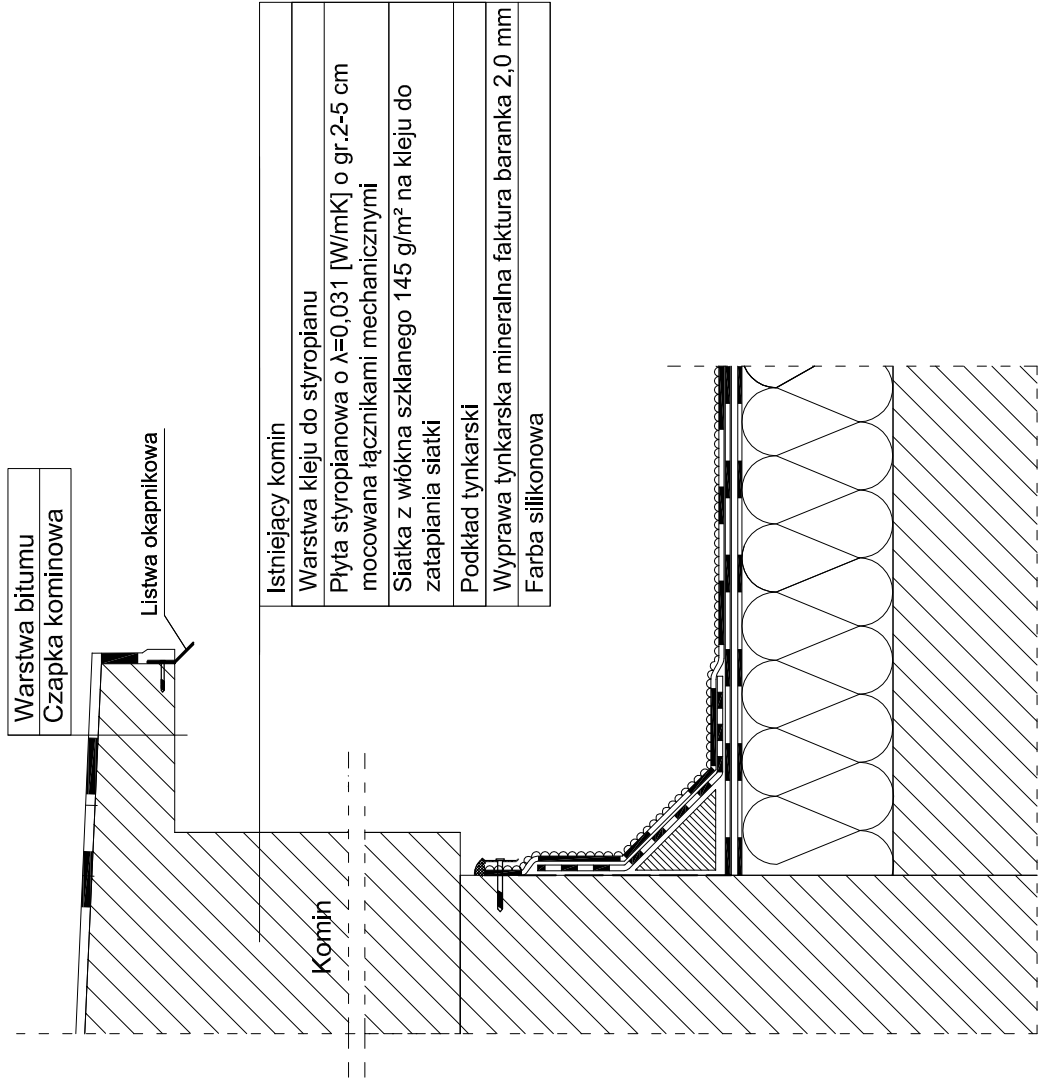 Warstwa bitumu
Czapka kominowa
Listwa okapnikowa
Istniejący komin
Warstwa kleju do styropianu
Płyta styropianowa o λ=0,031 [W/mK] o gr.2-5 cm
mocowana łącznikami mechanicznymi
Siatka z włókna szklanego 145 g/m² na kleju do
zatapiania siatki
Podkład tynkarski
Wyprawa tynkarska mineralna faktura baranka 2,0 mm
Farba silikonowa
Komin